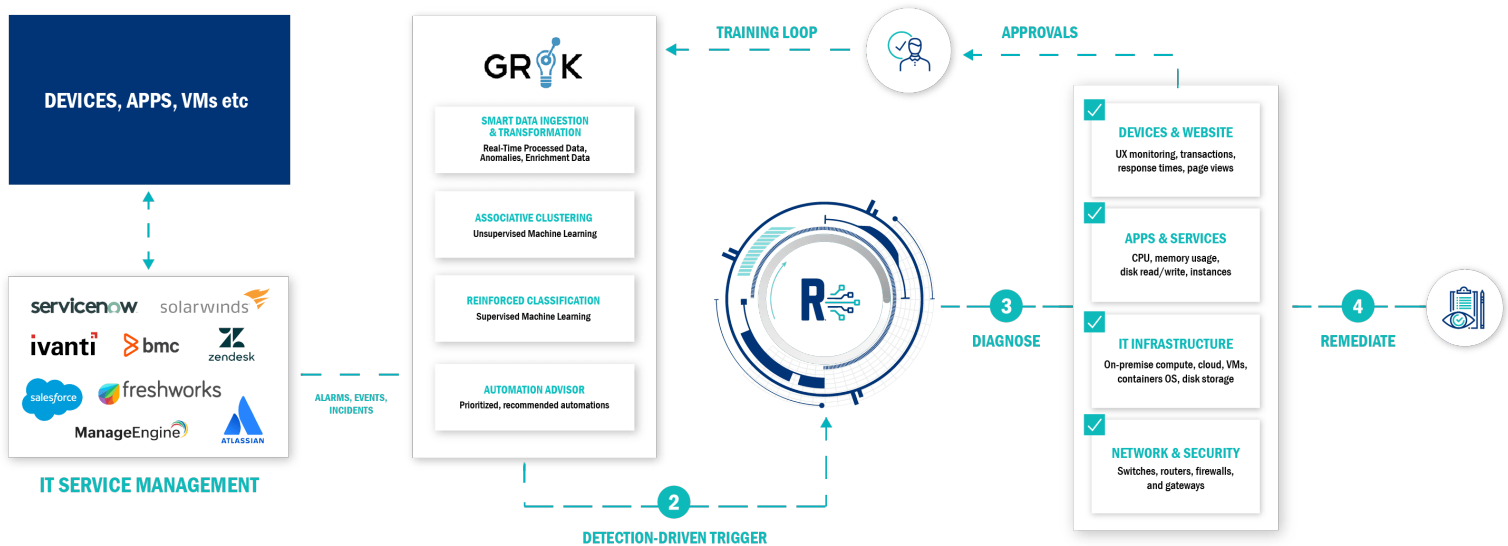 DEVICES, APPS, VMs etc
servicenow
solarwinds
ivanti
bmc
zendesk
salesforce
freshworks
ManageEngine
ATLASSIAN
IT SERVICE MANAGEMENT
ALARMS, EVENTS,
INCIDENTS
GROK
SMART DATA INGESTION
& TRANSFORMATION
Real-Time Processed Data,
Anomalies, Enrichment Data
ASSOCIATIVE CLUSTERING
Unsupervised Machine Learning
REINFORCED CLASSIFICATION
Supervised Machine Learning
AUTOMATION ADVISOR
Prioritized, recommended automations
2
DETECTION-DRIVEN TRIGGER
TRAINING LOOP
APPROVALS
R
3
DIAGNOSE
DEVICES & WEBSITE
UX monitoring, transactions,
response times, page views
APPS & SERVICES
CPU, memory usage,
disk read/write, instances
IT INFRASTRUCTURE
On-premise compute, cloud, VMs,
containers OS, disk storage
NETWORK & SECURITY
Switches, routers, firewalls,
and gateways
4
REMEDIATE